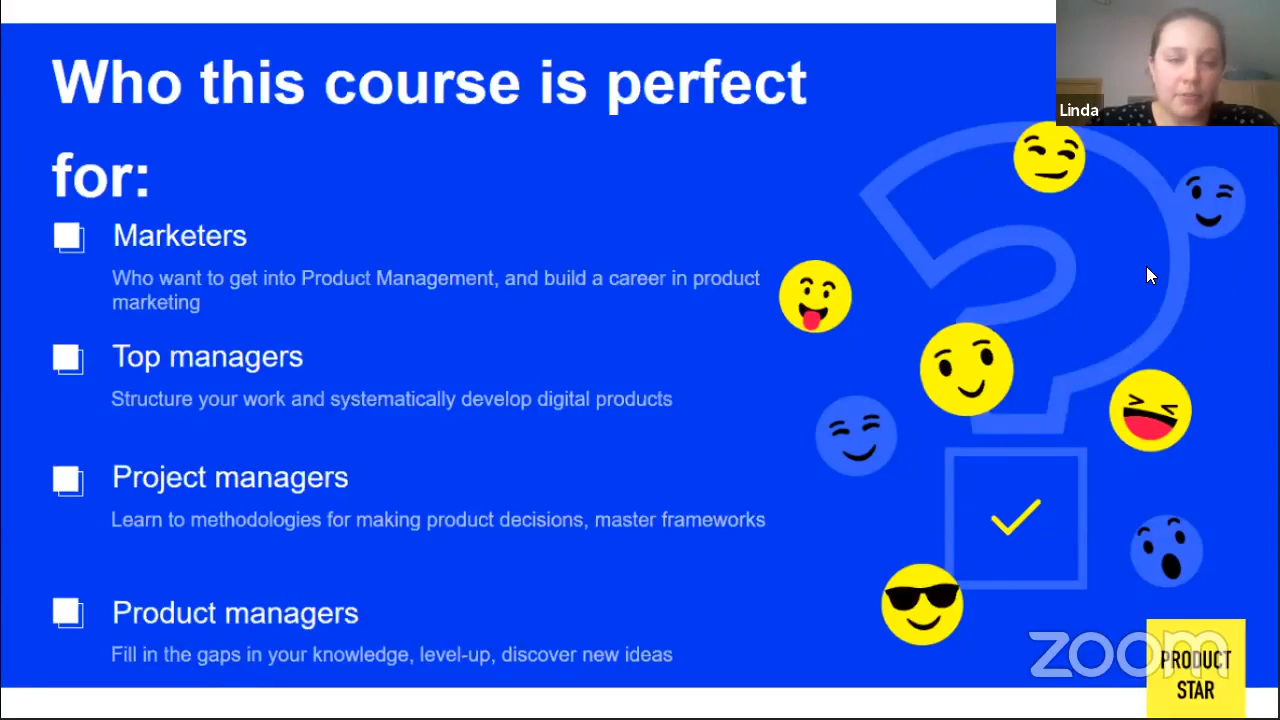 Who this course is perfect
for:
Linda
Marketers
Who want to get into Product Management, and build a career in product
marketing
Top managers
Structure your work and systematically develop digital products
Project managers
Learn to methodologies for making product decisions, master frameworks
Product managers
Fill in the gaps in your knowledge, level-up, discover new ideas
zoom
PRODUCT
STAR